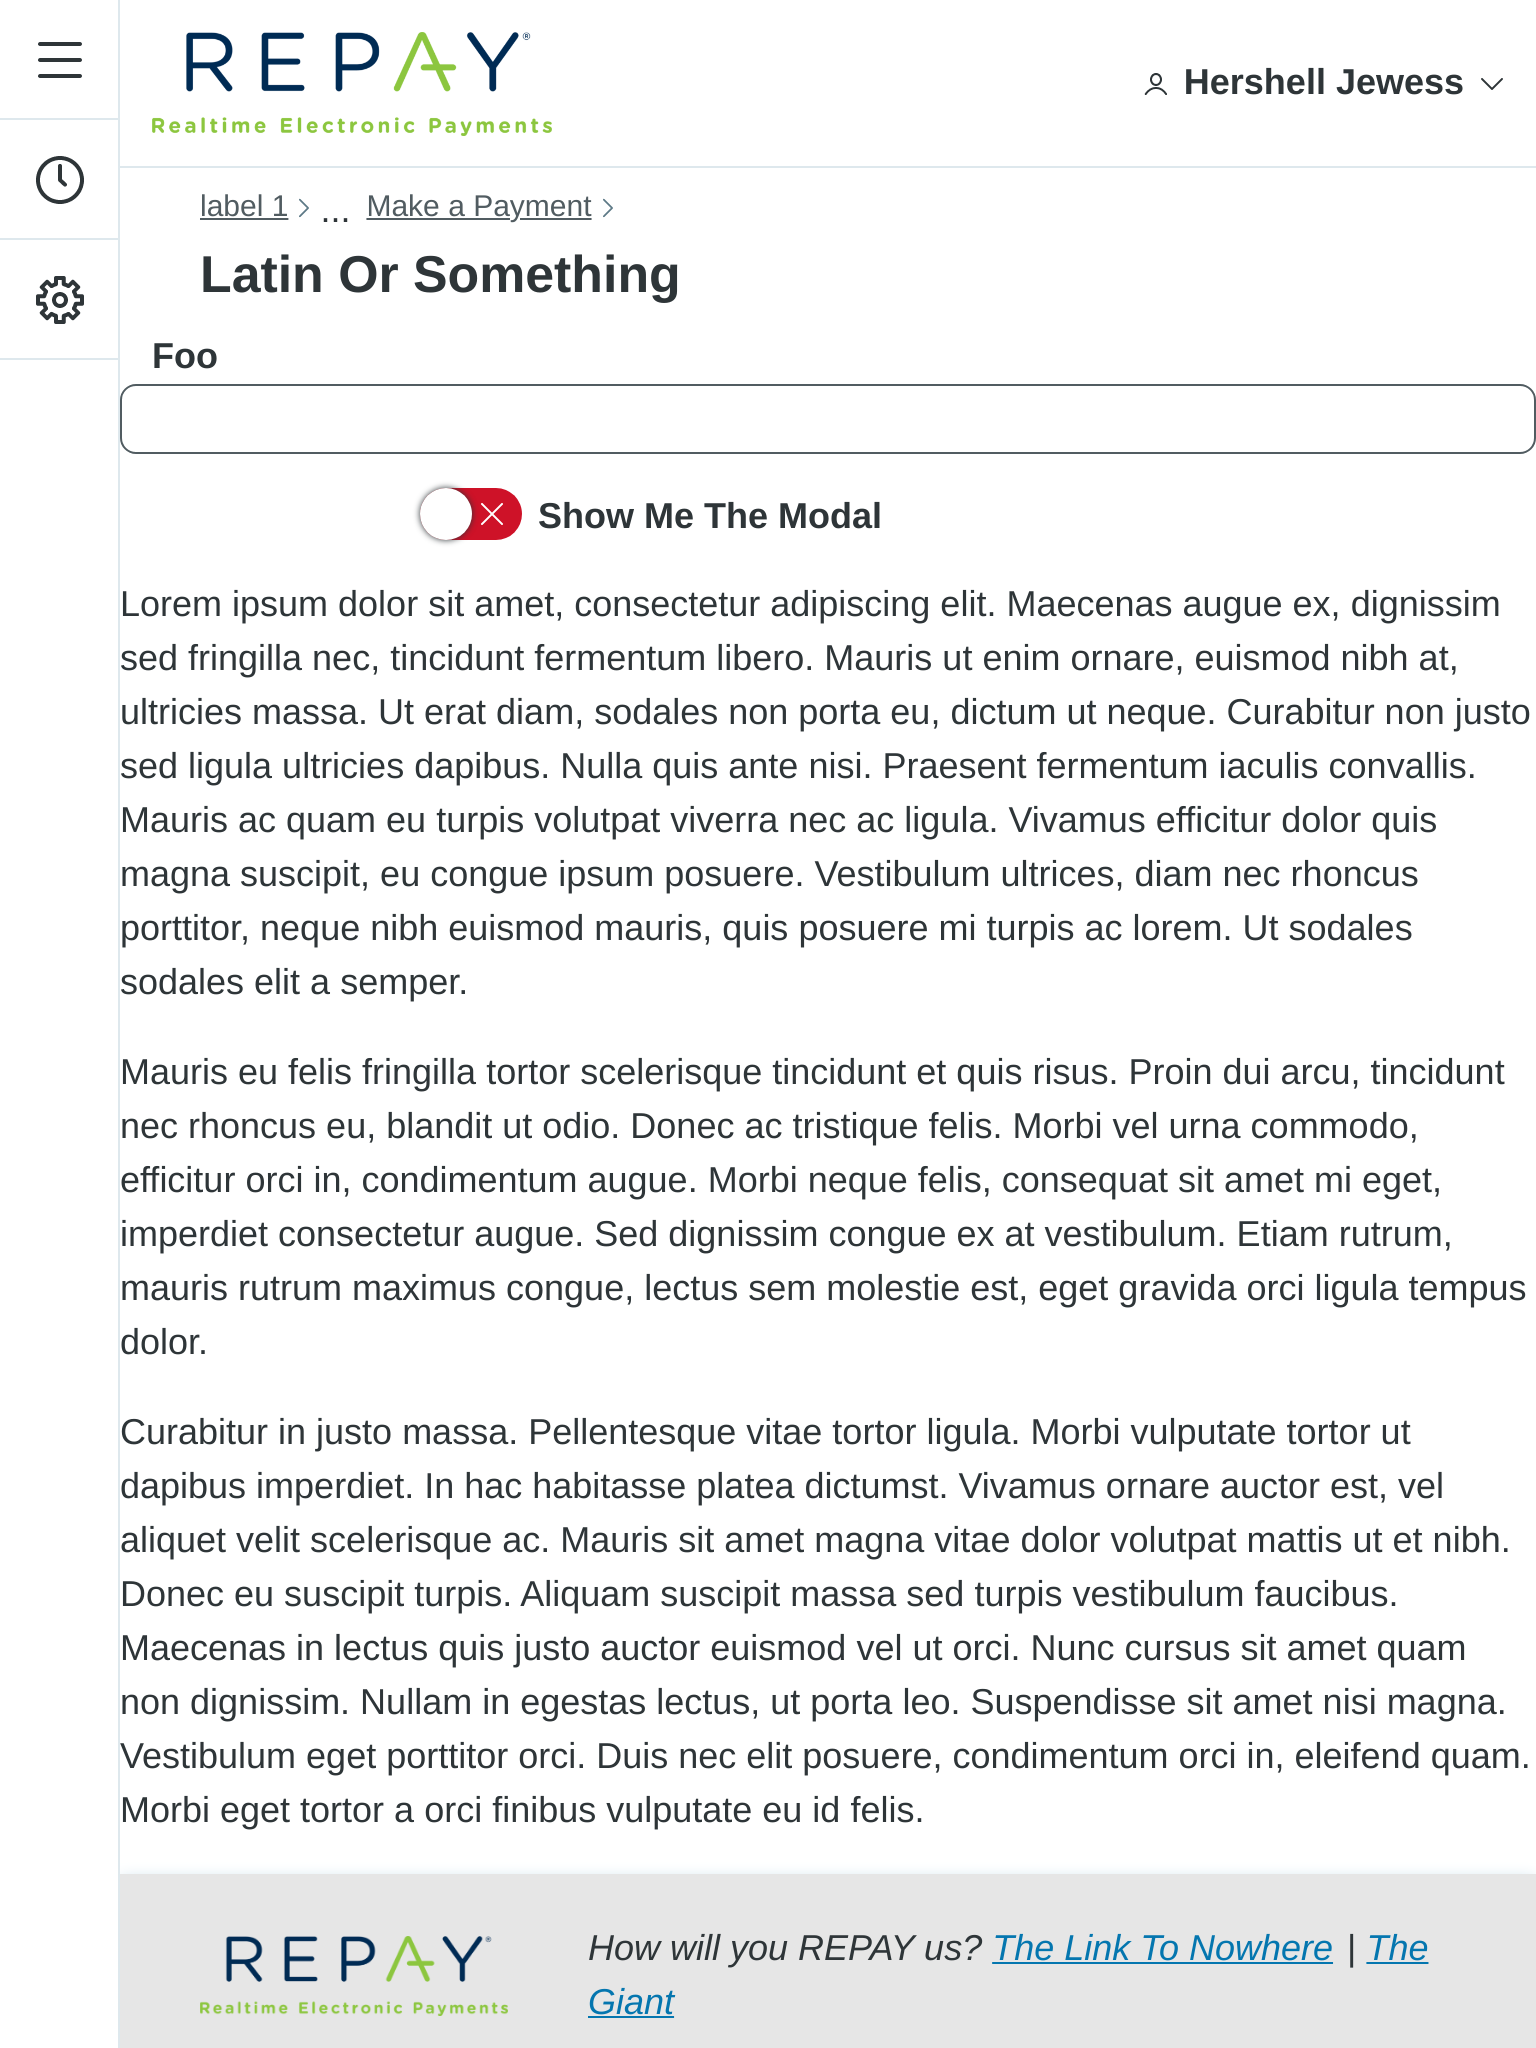 REPAY®
Realtime Electronic Payments
Hershell Jewess
label 1 ... Make a Payment
Latin Or Something
Foo
Show Me The Modal
Lorem ipsum dolor sit amet, consectetur adipiscing elit. Maecenas augue ex, dignissim
sed fringilla nec, tincidunt fermentum libero. Mauris ut enim ornare, euismod nibh at,
ultricies massa. Ut erat diam, sodales non porta eu, dictum ut neque. Curabitur non justo
sed ligula ultricies dapibus. Nulla quis ante nisi. Praesent fermentum iaculis convallis.
Mauris ac quam eu turpis volutpat viverra nec ac ligula. Vivamus efficitur dolor quis
magna suscipit, eu congue ipsum posuere. Vestibulum ultrices, diam nec rhoncus
porttitor, neque nibh euismod mauris, quis posuere mi turpis ac lorem. Ut sodales
sodales elit a semper.
Mauris eu felis fringilla tortor scelerisque tincidunt et quis risus. Proin dui arcu, tincidunt
nec rhoncus eu, blandit ut odio. Donec ac tristique felis. Morbi vel urna commodo,
efficitur orci in, condimentum augue. Morbi neque felis, consequat sit amet mi eget,
imperdiet consectetur augue. Sed dignissim congue ex at vestibulum. Etiam rutrum,
mauris rutrum maximus congue, lectus sem molestie est, eget gravida orci ligula tempus
dolor.
Curabitur in justo massa. Pellentesque vitae tortor ligula. Morbi vulputate tortor ut
dapibus imperdiet. In hac habitasse platea dictumst. Vivamus ornare auctor est, vel
aliquet velit scelerisque ac. Mauris sit amet magna vitae dolor volutpat mattis ut et nibh.
Donec eu suscipit turpis. Aliquam suscipit massa sed turpis vestibulum faucibus.
Maecenas in lectus quis justo auctor euismod vel ut orci. Nunc cursus sit amet quam
non dignissim. Nullam in egestas lectus, ut porta leo. Suspendisse sit amet nisi magna.
Vestibulum eget porttitor orci. Duis nec elit posuere, condimentum orci in, eleifend quam.
Morbi eget tortor a orci finibus vulputate eu id felis.
REPAY®
Realtime Electronic Payments
How will you REPAY us? The Link To Nowhere | The
Giant